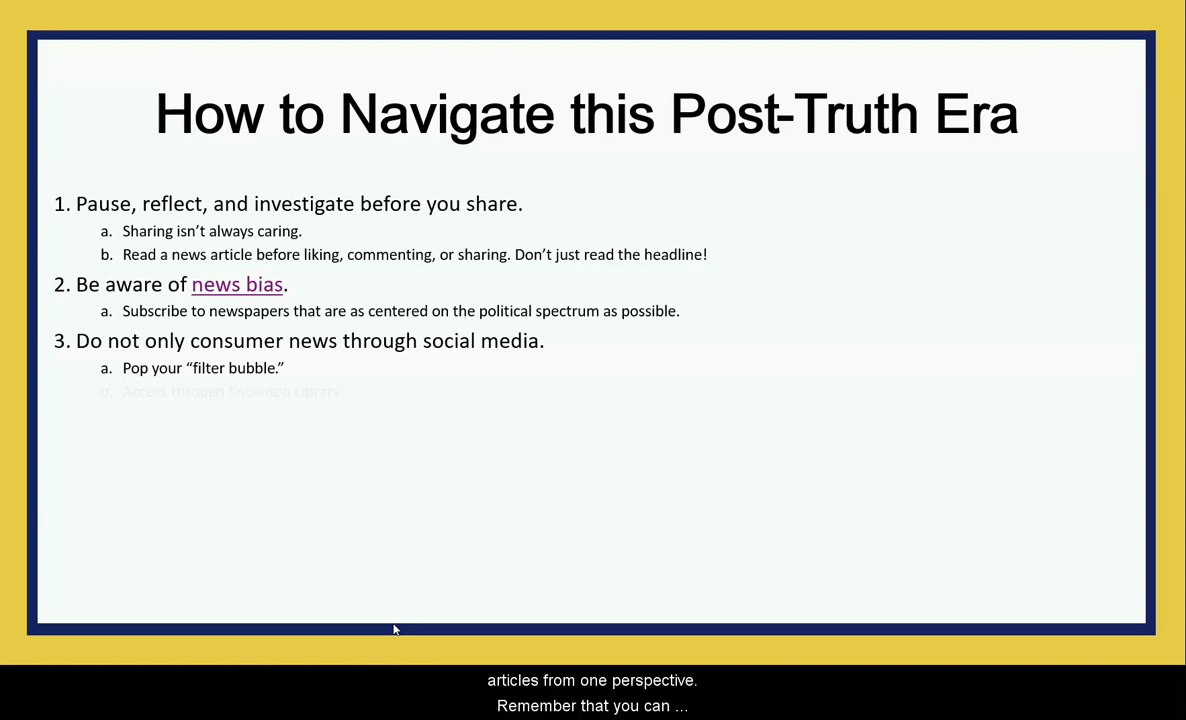 How to Navigate this Post-Truth Era
1. Pause, reflect, and investigate before you share.
a. Sharing isn’t always caring.
b. Read a news article before liking, commenting, or sharing. Don’t just read the headline!
2. Be aware of news bias.
a. Subscribe to newspapers that are as centered on the political spectrum as possible.
3. Do not only consumer news through social media.
a. Pop your “filter bubble.”
b. Access through Snowden Library
articles from one perspective.
Remember that you can ...